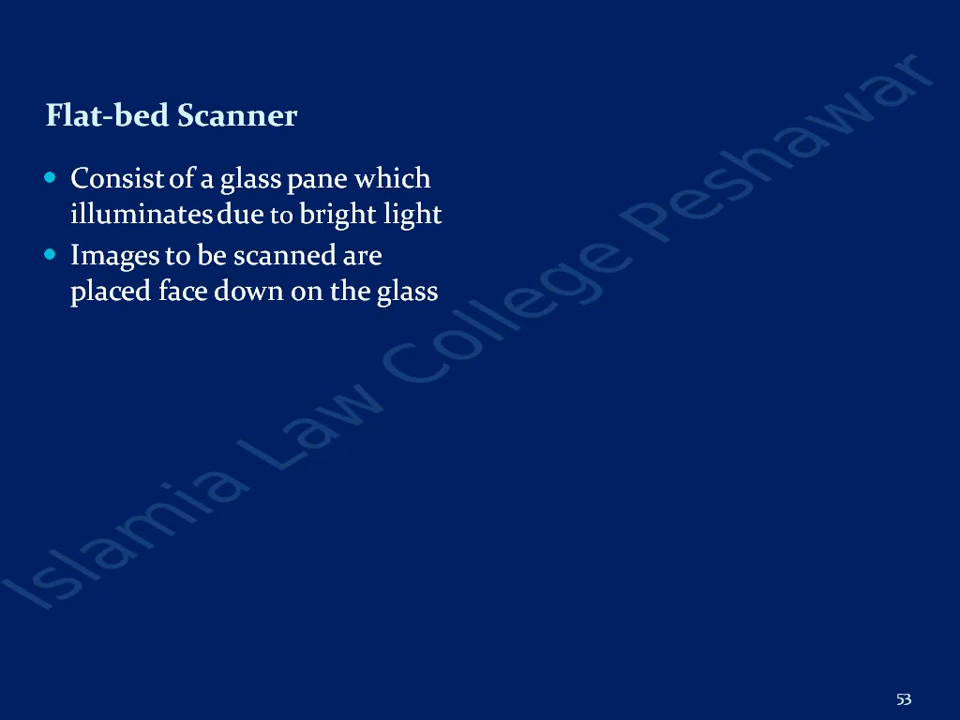 Flat-bed Scanner
Consist of a glass pane which
illuminates due to bright light
Images to be scanned are
placed face down on the glass
Islamia Law College Peshawar
53